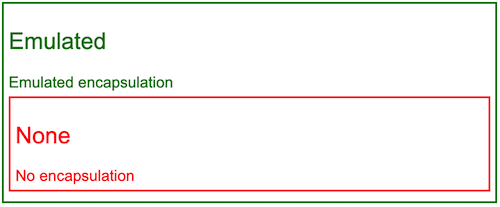 Emulated
Emulated encapsulation
None
No encapsulation